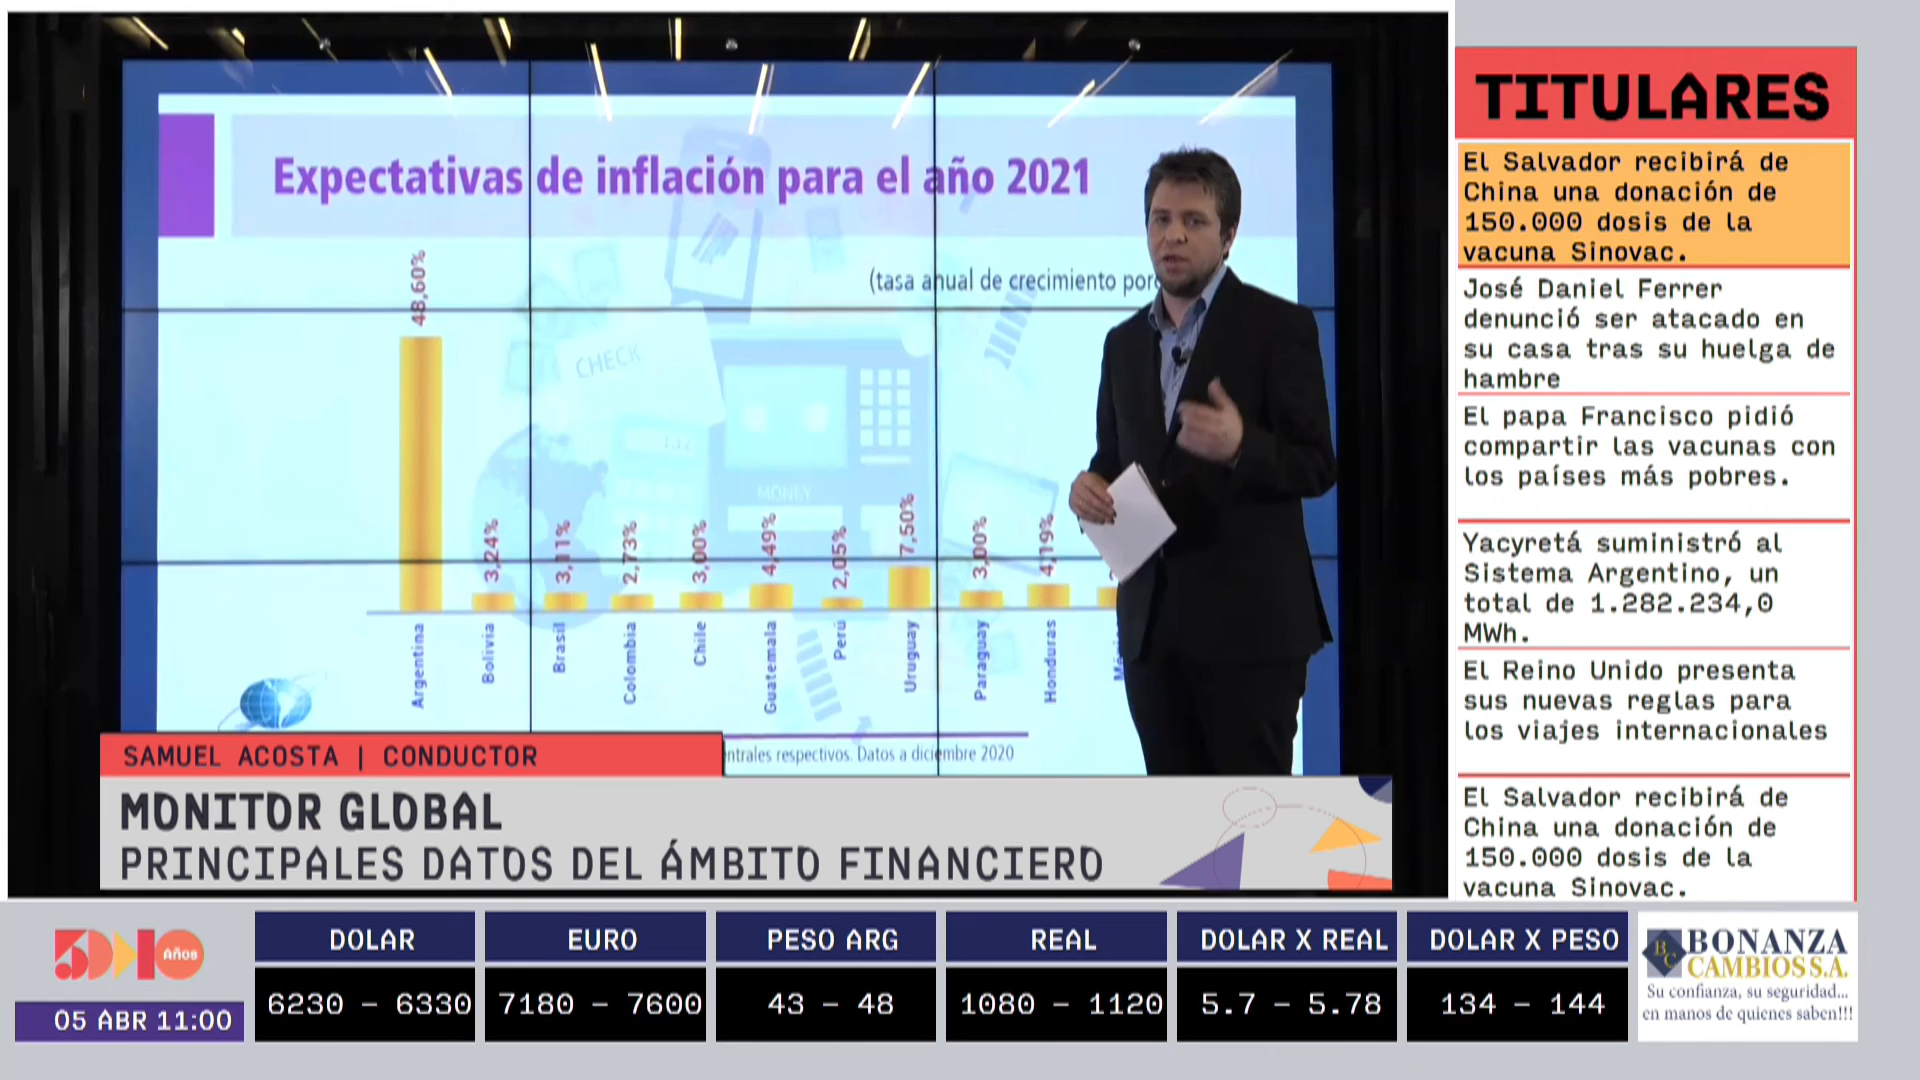 Expectativas de inflación para el año 2021
(tasa anual de crecimiento
CHECK
MONEY
48,60%
3,24%
3,11%
2,73%
3,00%
4,49%
2,05%
7,50%
3,00%
4,19%
Argentina
Bolivia
Brasil
Colombia
Chile
Guatemala
Perú
Uruguay
Paraguay
Honduras
respectivos. Datos a diciembre 2020
SAMUEL ACOSTA | CONDUCTOR
MONITOR GLOBAL
PRINCIPALES DATOS DEL ÁMBITO FINANCIERO
TITULARES
El Salvador recibirá de
China una donación de
150.000 dosis de la
vacuna Sinovac.
José Daniel Ferrer
denunció ser atacado en
su casa tras su huelga de
hambre
El papa Francisco pidió
compartir las vacunas con
los países más pobres.
Yacyretá suministró al
Sistema Argentino, un
total de 1.282.234,0
MWh.
El Reino Unido presenta
sus nuevas reglas para
los viajes internacionales
El Salvador recibirá de
China una donación de
150.000 dosis de la
vacuna Sinovac.
Años
05 ABR 11:00
DOLAR
6230 - 6330
EURO
7180 - 7600
PESO ARG
43 - 48
REAL
1080 - 1120
DOLAR X REAL
5.7 - 5.78
DOLAR X PESO
134 - 144
BC
BONANZA
CAMBIOS S.A.
Su confianza, su seguridad...
en manos de quienes saben!!!